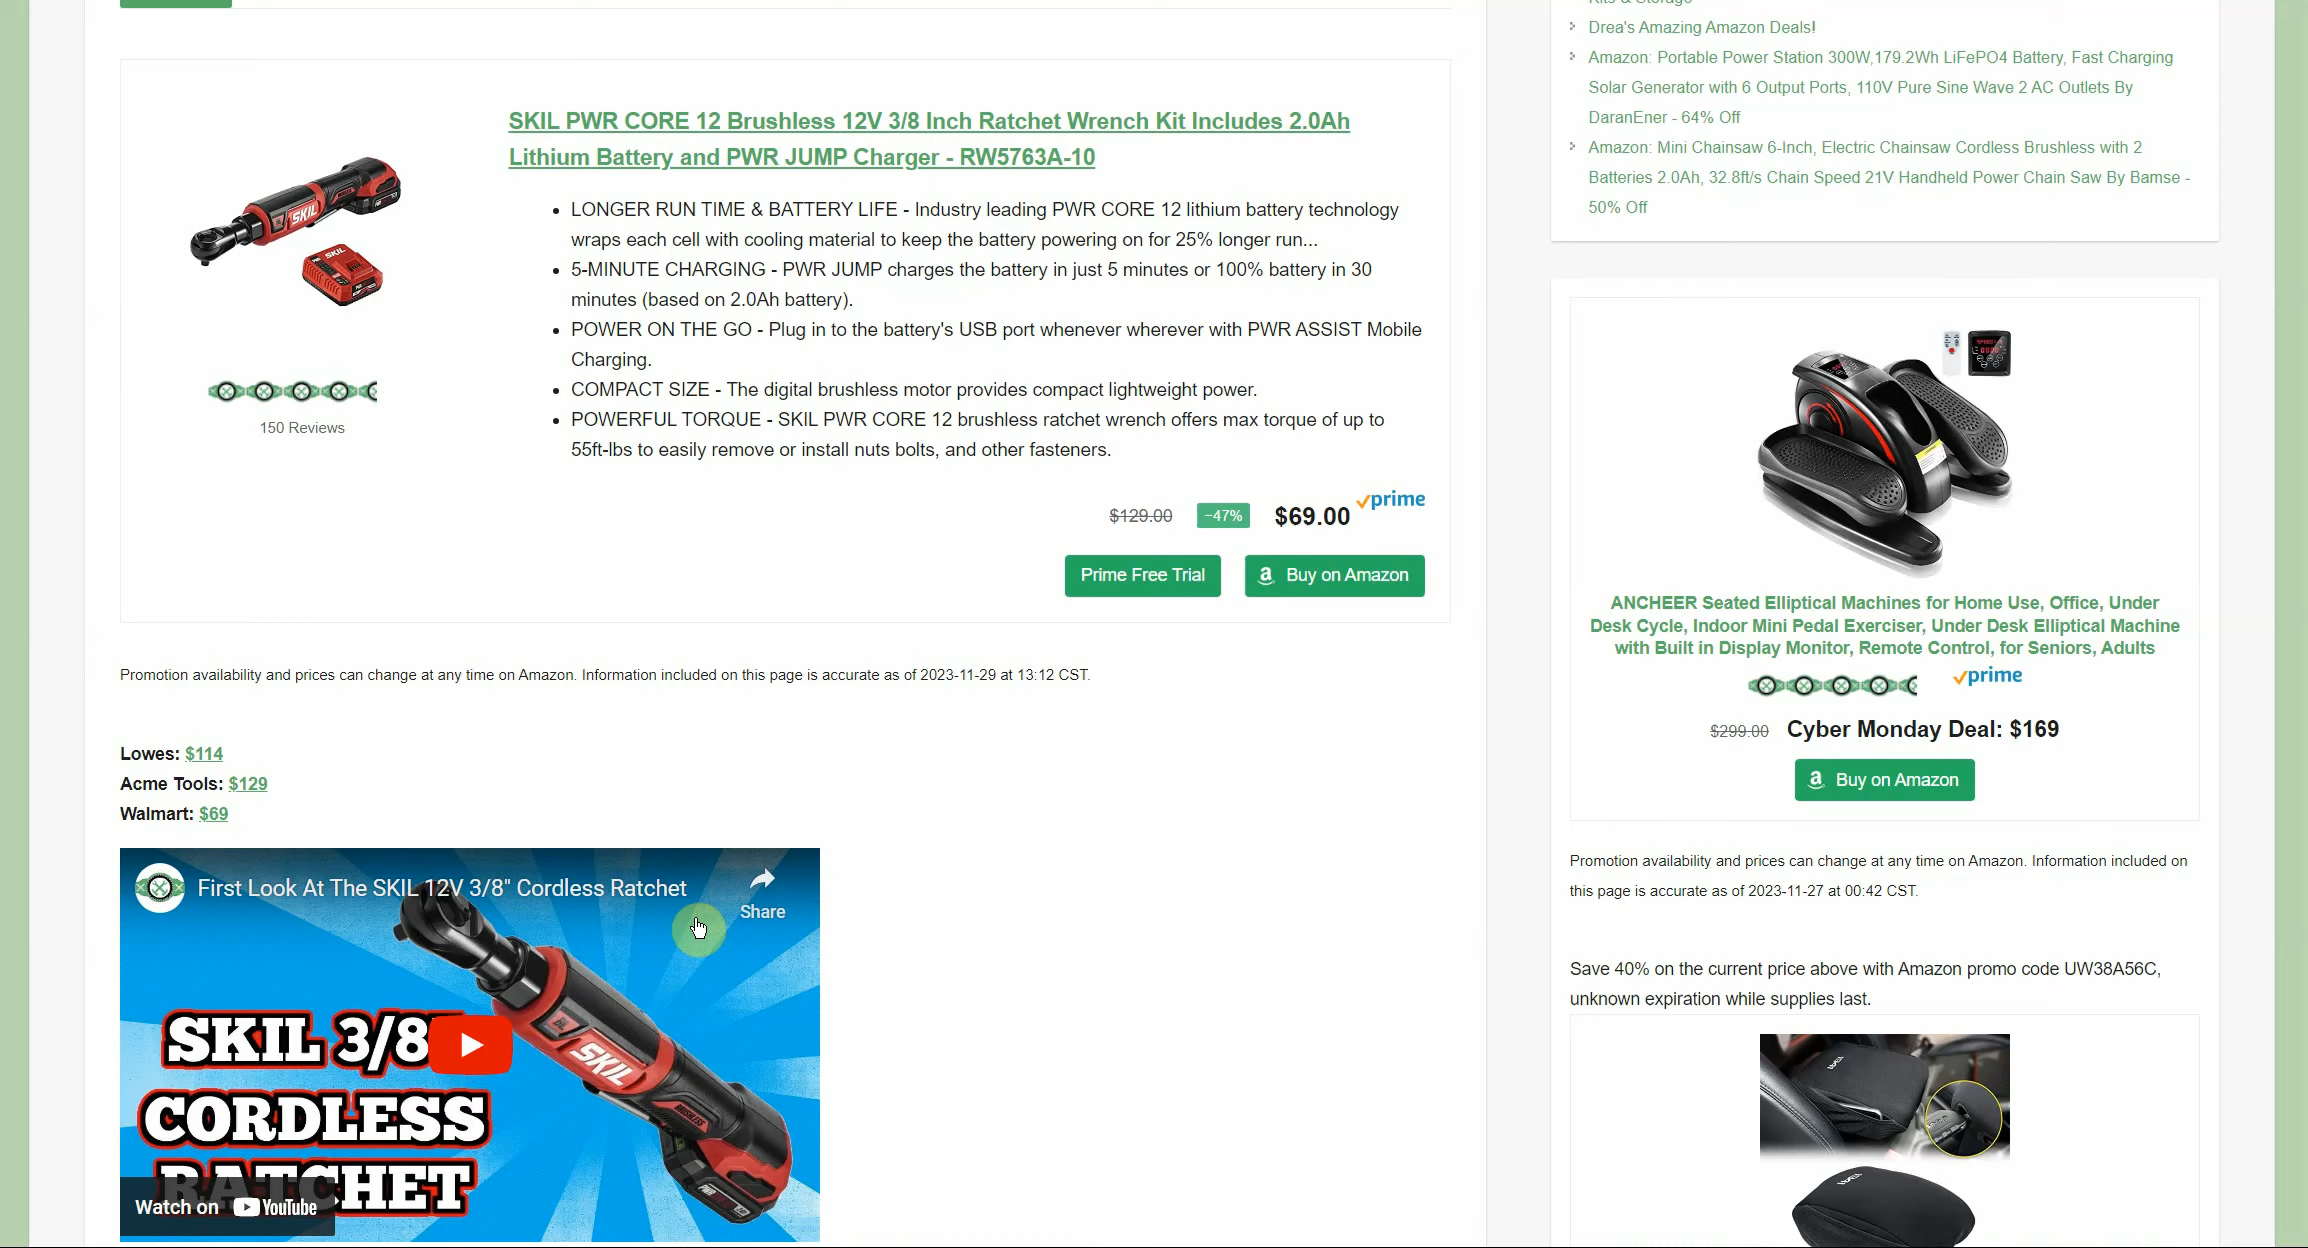 SKIL PWR CORE 12 Brushless 12V 3/8 Inch Ratchet Wrench Kit Includes 2.0Ah
Lithium Battery and PWR JUMP Charger - RW5763A-10
LONGER RUN TIME & BATTERY LIFE - Industry leading PWR CORE 12 lithium battery technology
wraps each cell with cooling material to keep the battery powering on for 25% longer run...
5-MINUTE CHARGING - PWR JUMP charges the battery in just 5 minutes or 100% battery in 30
minutes (based on 2.0Ah battery).
POWER ON THE GO - Plug in to the battery's USB port whenever wherever with PWR ASSIST Mobile
Charging.
COMPACT SIZE - The digital brushless motor provides compact lightweight power.
POWERFUL TORQUE - SKIL PWR CORE 12 brushless ratchet wrench offers max torque of up to
55ft-lbs to easily remove or install nuts bolts, and other fasteners.
SKIL
SKIL
150 Reviews
$129.00 -47% $69.00 prime
Prime Free Trial
Buy on Amazon
Promotion availability and prices can change at any time on Amazon. Information included on this page is accurate as of 2023-11-29 at 13:12 CST.
Lowes: $114
Acme Tools: $129
Walmart: $69
First Look At The SKIL 12V 3/8" Cordless Ratchet
Share
SKIL 3/8
CORDLESS
RATCHET
SKIL
BRUSHLESS
Watch on YouTube
Drea's Amazing Amazon Deals!
Amazon: Portable Power Station 300W,179.2Wh LiFePO4 Battery, Fast Charging
Solar Generator with 6 Output Ports, 110V Pure Sine Wave 2 AC Outlets By
DaranEner - 64% Off
Amazon: Mini Chainsaw 6-Inch, Electric Chainsaw Cordless Brushless with 2
Batteries 2.0Ah, 32.8ft/s Chain Speed 21V Handheld Power Chain Saw By Bamse -
50% Off
ANCHEER Seated Elliptical Machines for Home Use, Office, Under
Desk Cycle, Indoor Mini Pedal Exerciser, Under Desk Elliptical Machine
with Built in Display Monitor, Remote Control, for Seniors, Adults
prime
$299.00 Cyber Monday Deal: $169
Buy on Amazon
Promotion availability and prices can change at any time on Amazon. Information included on
this page is accurate as of 2023-11-27 at 00:42 CST.
Save 40% on the current price above with Amazon promo code UW38A56C,
unknown expiration while supplies last.